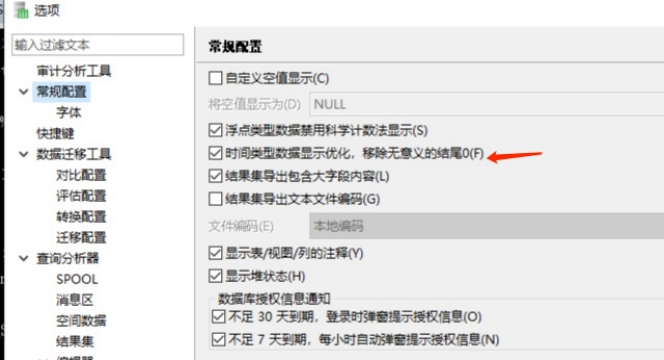 选项
输入过滤文本
审计分析工具
常规配置
字体
快捷键
数据迁移工具
对比配置
评估配置
转换配置
迁移配置
查询分析器
SPOOL
消息区
空间数据
结果集
编辑器
常规配置
自定义空值显示(C)
将空值显示为(D) NULL
浮点类型数据禁用科学计数法显示(S)
时间类型数据显示优化，移除无意义的结尾0(F)
结果集导出包含大字段内容(L)
结果集导出文本文件编码(G)
文件编码(E) 本地编码
显示表/视图/列的注释(Y)
显示堆状态(H)
数据库授权信息通知
不足 30 天到期，登录时弹窗提示授权信息(O)
不足 7 天到期，每小时自动弹窗提示授权信息(N)